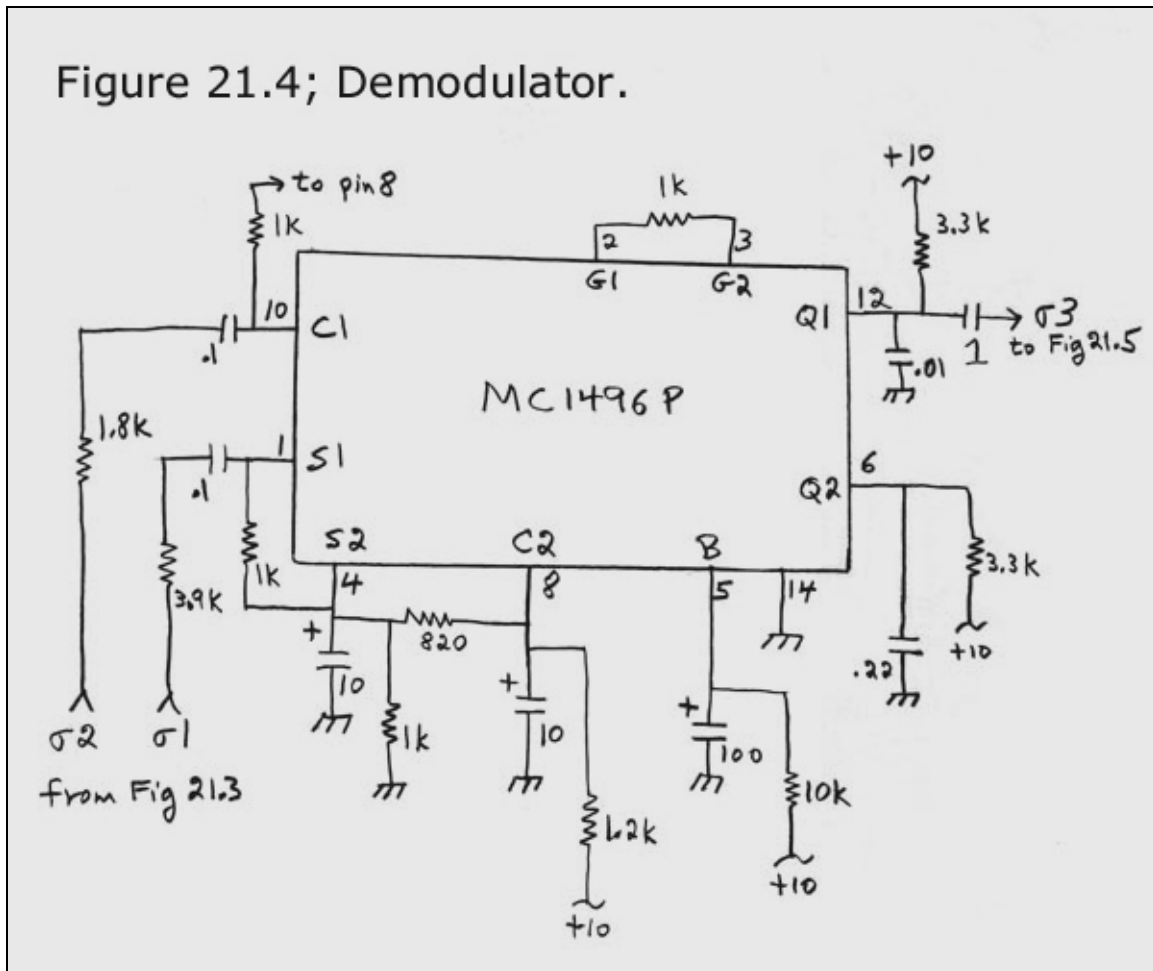 Figure 21.4; Demodulator.
+10
to pin 8
1k
1k
3.3k
2
3
G1
G2
10
C1
.1
Q1
12
σ3
1
to Fig 21.5
.01
MC1496P
1.8k
1
S1
.1
6
Q2
S2
C2
B
1k
4
8
5
14
3.3k
3.9k
+
820
10
+
10
+
100
.22
+10
σ2
σ1
1k
from Fig 21.3
10k
1.2k
+10
+10